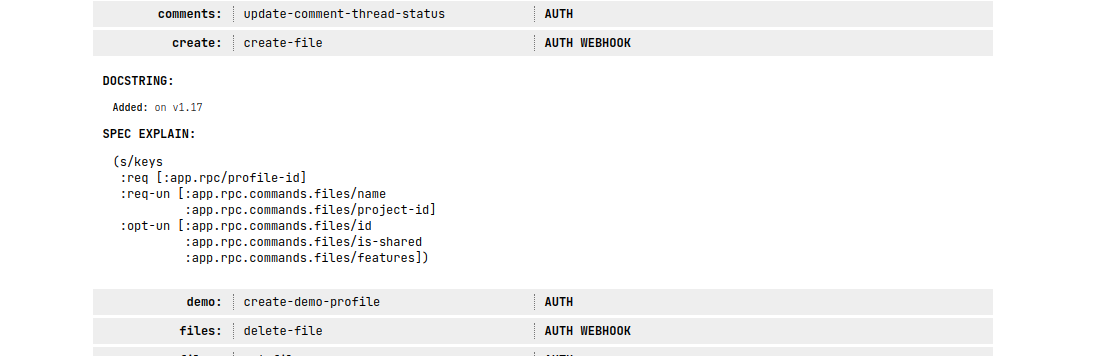 comments: update-comment-thread-status AUTH
create: create-file AUTH WEBHOOK
DOCSTRING:
Added: on v1.17
SPEC EXPLAIN:
(s/keys
:req [:app.rpc/profile-id]
:req-un [:app.rpc.commands.files/name
:app.rpc.commands.files/project-id]
:opt-un [:app.rpc.commands.files/id
:app.rpc.commands.files/is-shared
:app.rpc.commands.files/features])
demo: create-demo-profile AUTH
files: delete-file AUTH WEBHOOK